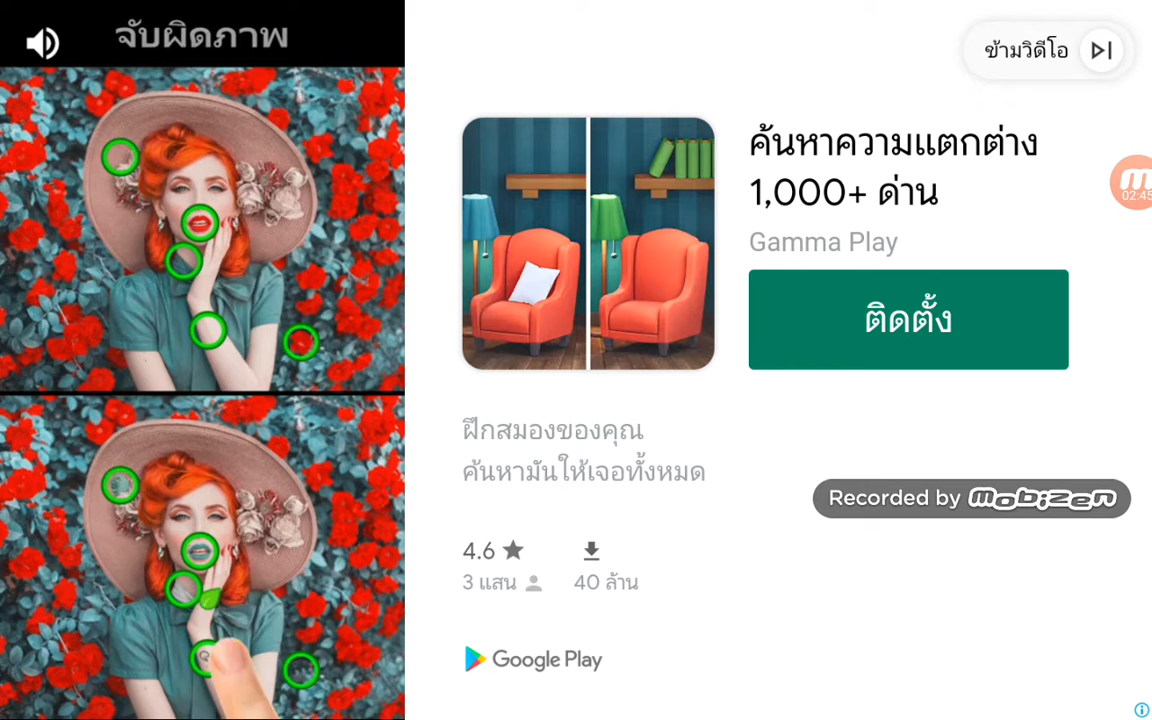 จับผิดภาพ
ข้ามวิดีโอ
ค้นหาความแตกต่าง
1,000+ ด่าน
Gamma Play
02:45
ติดตั้ง
ฝึกสมองของคุณ
ค้นหามันให้เจอทั้งหมด
Recorded by mobizen
4.6 ★
3 แสน
40 ล้าน
Google Play